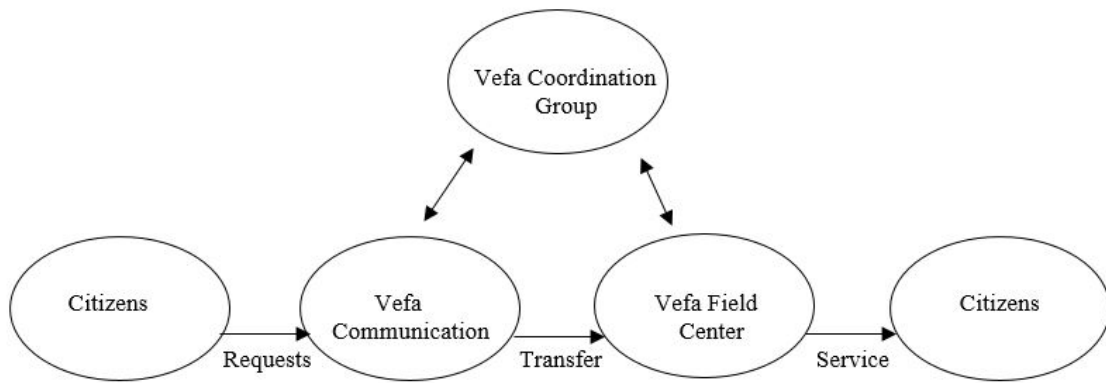 Vefa Coordination
Group
Citizens
Vefa
Communication
Vefa Field
Center
Citizens
Requests
Transfer
Service